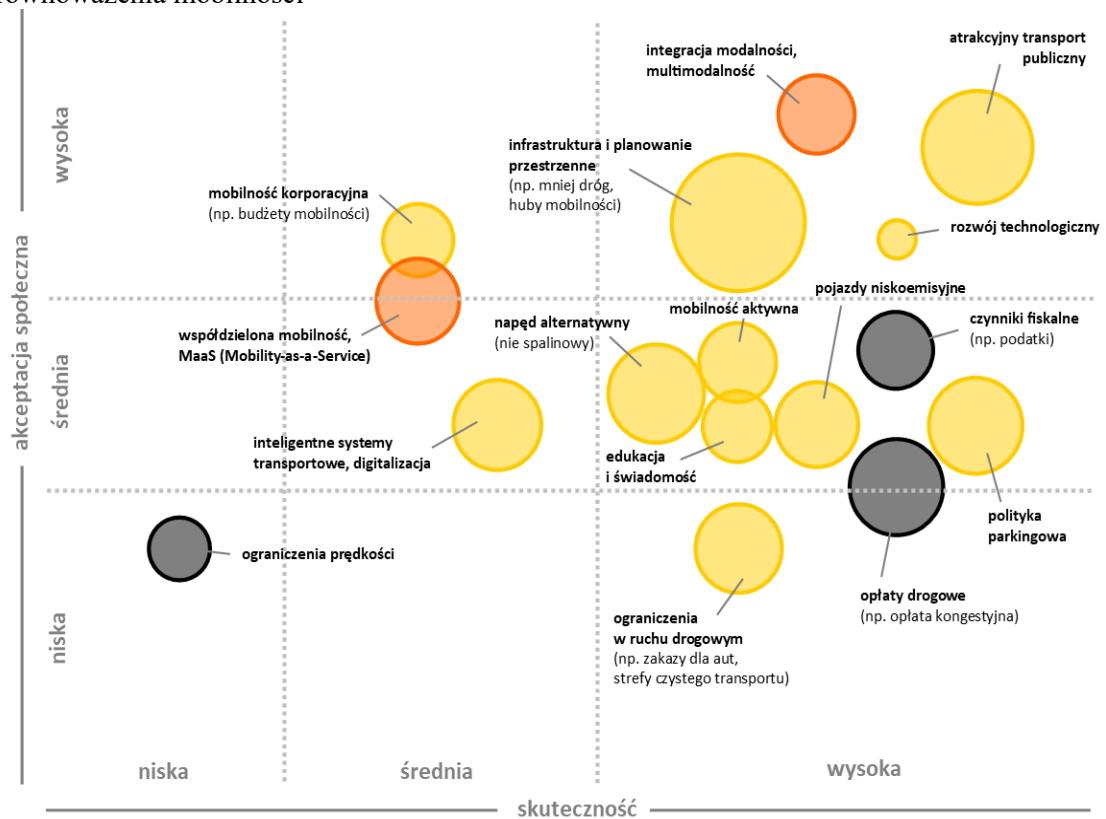 równoważenia mobilności
integracja modalności,
multimodalność
atrakcyjny transport
publiczny
infrastruktura i planowanie
przestrzenne
(np. mniej dróg,
huby mobilności)
rozwój technologiczny
mobilność korporacyjna
(np. budżety mobilności)
współdzielona mobilność,
MaaS (Mobility-as-a-Service)
napęd alternatywny
(nie spalinowy)
mobilność aktywna
pojazdy niskoemisyjne
czynniki fiskalne
(np. podatki)
inteligentne systemy
transportowe, digitalizacja
edukacja
i świadomość
polityka
parkingowa
ograniczenia prędkości
opłaty drogowe
(np. opłata kongestyjna)
ograniczenia
w ruchu drogowym
(np. zakazy dla aut,
strefy czystego transportu)
akceptacja społeczna
wysoka
średnia
niska
niska
średnia
wysoka
skuteczność